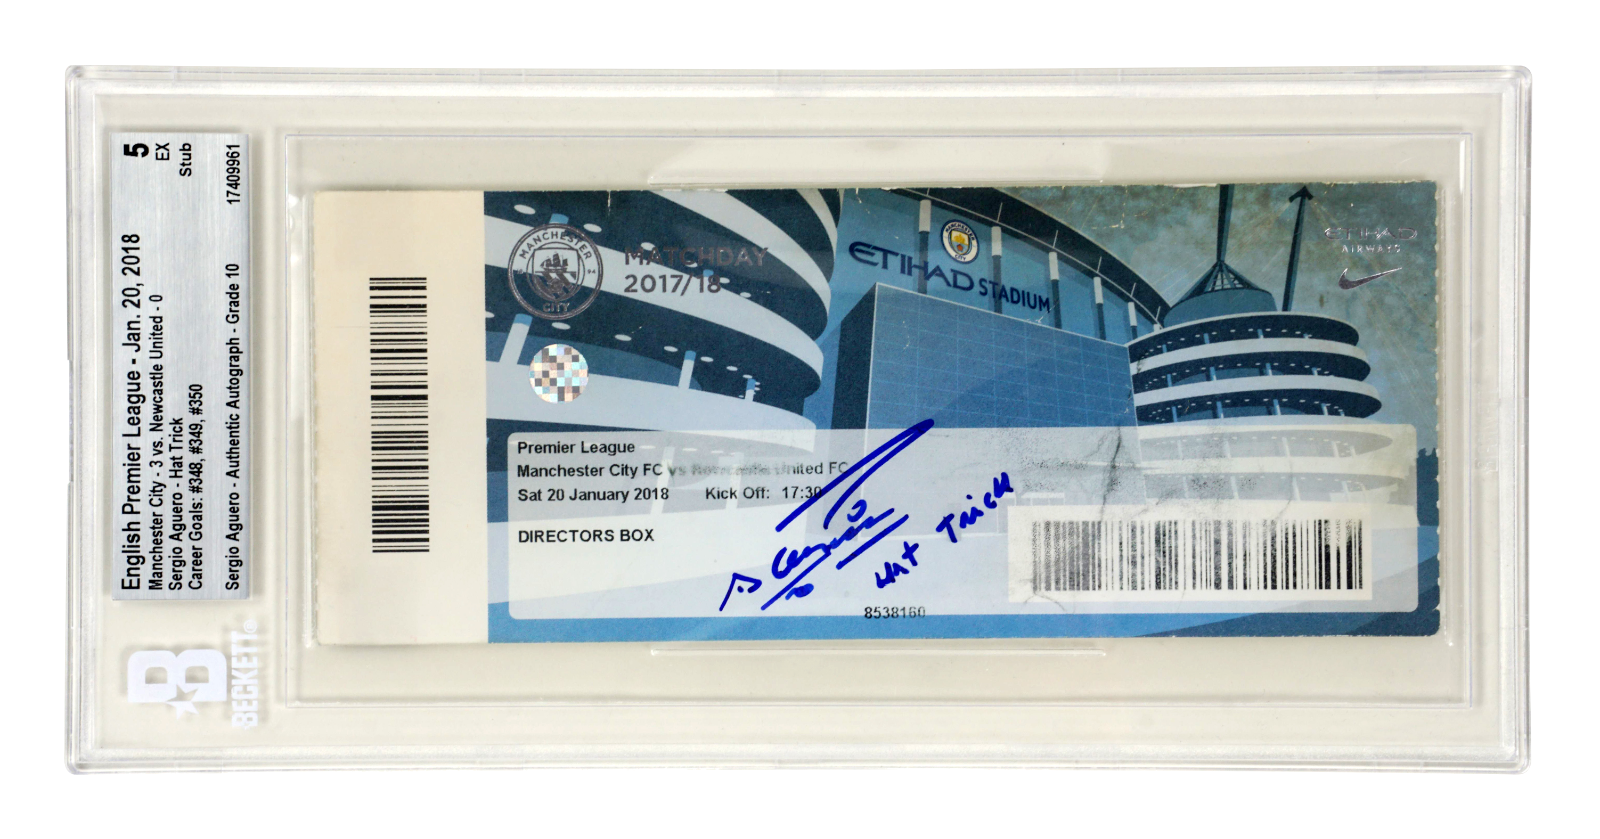 English Premier League - Jan. 20, 2018
5
Manchester City - 3 vs. Newcastle United - 0
EX
Sergio Aguero - Hat Trick
Stub
Career Goals: #348, #349, #350
Sergio Aguero - Authentic Autograph - Grade 10
17409961
BECKETT®
MANCHESTER
CITY
MATCHDAY
2017/18
MANCHESTER
CITY
ETIHAD STADIUM
ETIHAD
AIRWAYS
Premier League
Manchester City FC vs Newcastle United FC
Sat 20 January 2018 Kick Off: 17:30
DIRECTORS BOX
Hat Trick
8538160